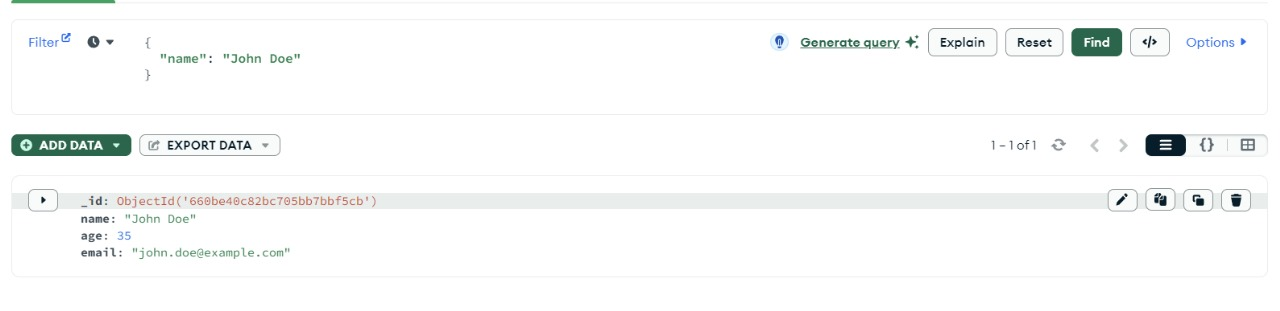 Filter
{
"name": "John Doe"
}
Generate query
Explain
Reset
Find
</>
Options
ADD DATA
EXPORT DATA
1 – 1 of 1
{}
_id: ObjectId('660be40c82bc705bb7bbf5cb')
name: "John Doe"
age: 35
email: "john.doe@example.com"